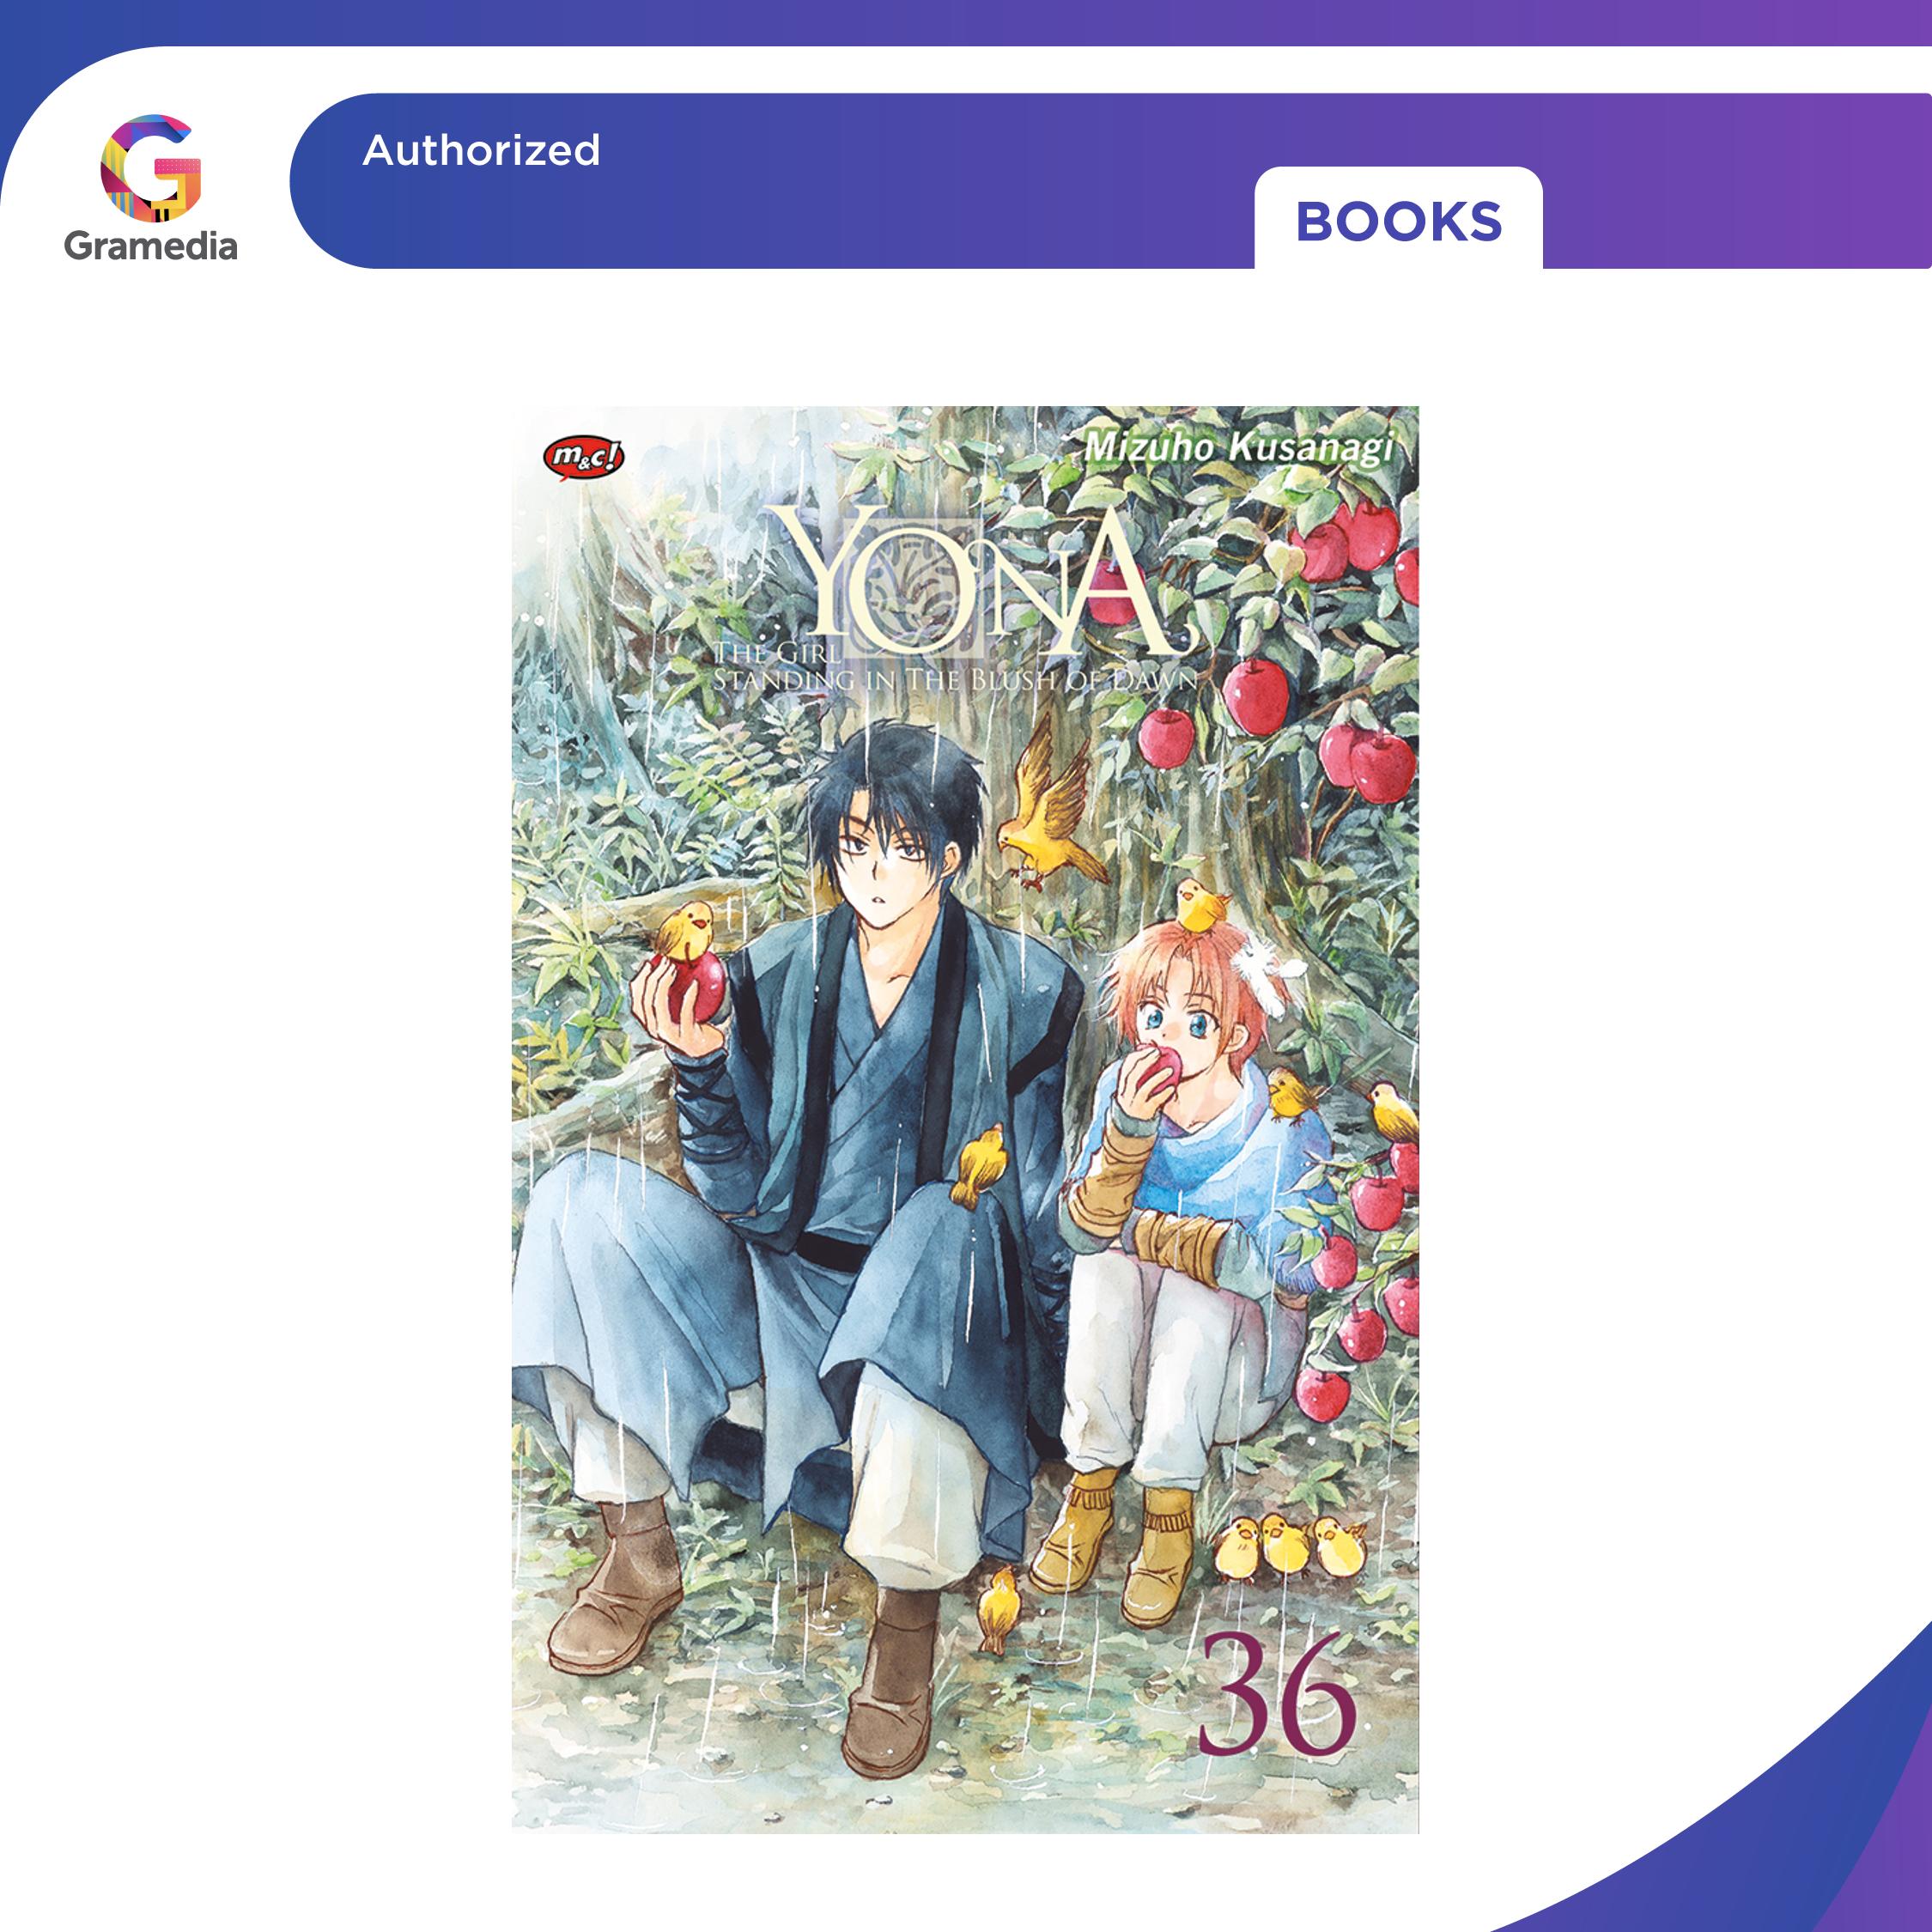 Gramedia
Authorized
BOOKS
m&c!
Mizuho Kusanagi
YONA
THE GIRL
STANDING IN THE BLUSH OF DAWN
36